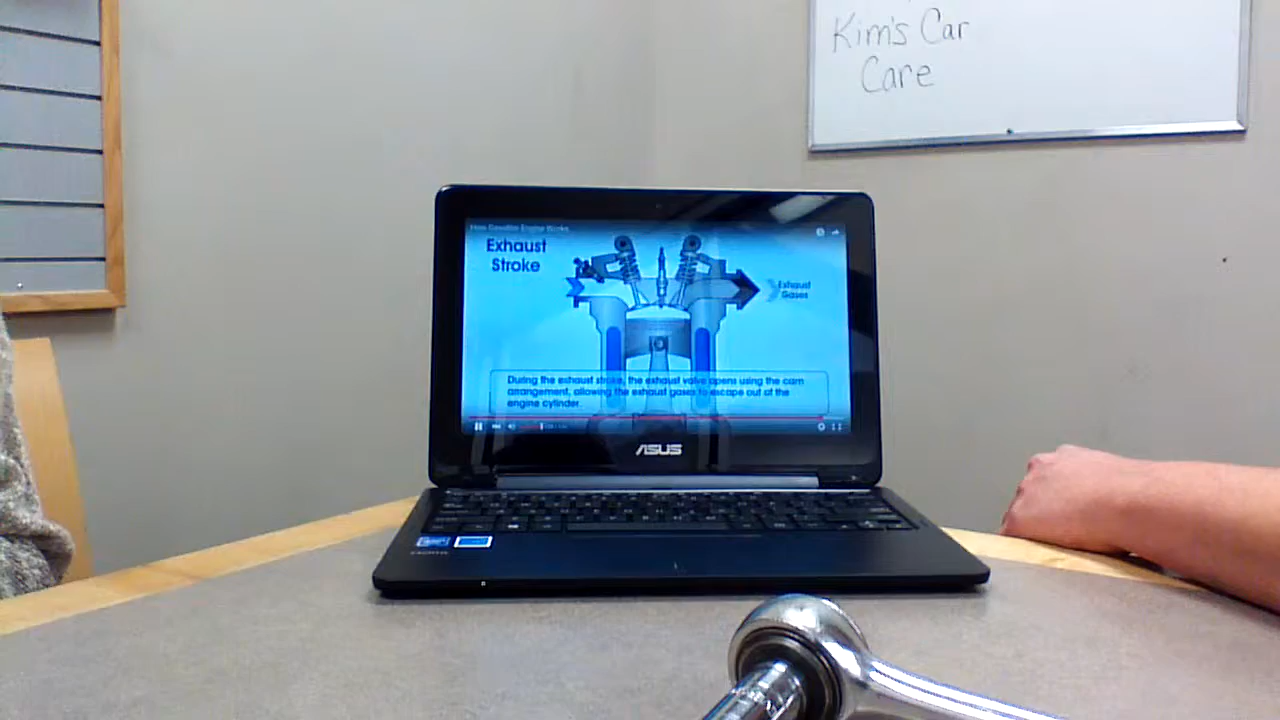 Kim's Car
Care
How Gasoline Engine Works
Exhaust
Stroke
Exhaust
Gases
During the exhaust stroke, the exhaust valve opens using the cam
arrangement, allowing the exhaust gases to escape out of the
engine cylinder.
ASUS